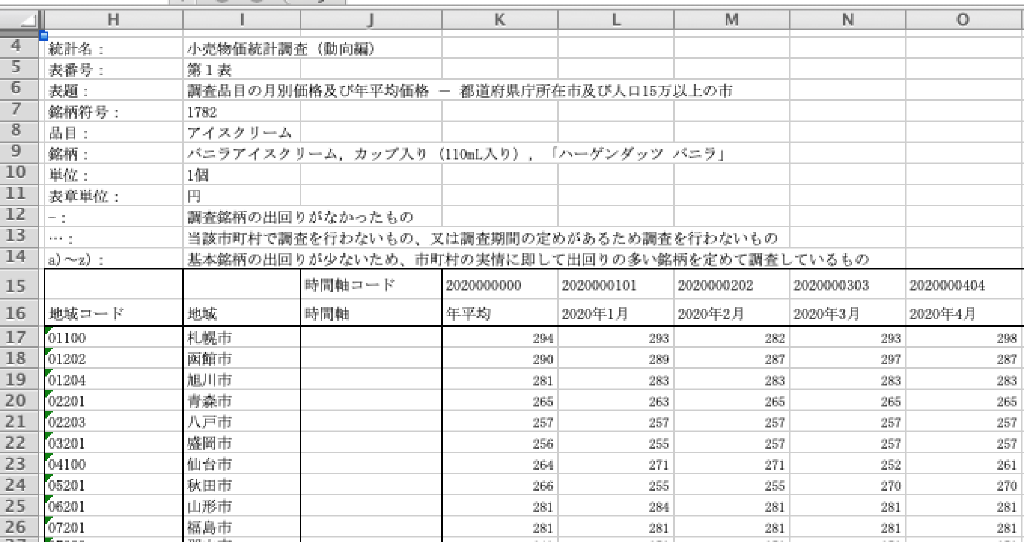 H I J K L M N O
4 統計名： 小売物価統計調査（動向編）
5 表番号： 第１表
6 表題： 調査品目の月別価格及び年平均価格 － 都道府県庁所在市及び人口15万以上の市
7 銘柄符号： 1782
8 品目： アイスクリーム
9 銘柄： バニラアイスクリーム，カップ入り（110mL入り），「ハーゲンダッツ バニラ」
10 単位： 1個
11 表章単位： 円
12 －： 調査銘柄の出回りがなかったもの
13 …： 当該市町村で調査を行わないもの、又は調査期間の定めがあるため調査を行わないもの
14 a)～z)： 基本銘柄の出回りが少ないため、市町村の実情に即して出回りの多い銘柄を定めて調査しているもの
15 時間軸コード 2020000000 2020000101 2020000202 2020000303 2020000404
16 地域コード 地域 時間軸 年平均 2020年1月 2020年2月 2020年3月 2020年4月
17 01100 札幌市 294 293 282 293 298
18 01202 函館市 290 289 287 297 287
19 01204 旭川市 281 283 283 283 283
20 02201 青森市 265 263 265 265 265
21 02203 八戸市 257 257 257 257 257
22 03201 盛岡市 256 255 257 257 257
23 04100 仙台市 264 271 271 252 261
24 05201 秋田市 266 255 255 270 270
25 06201 山形市 281 284 281 281 281
26 07201 福島市 281 281 281 281 281